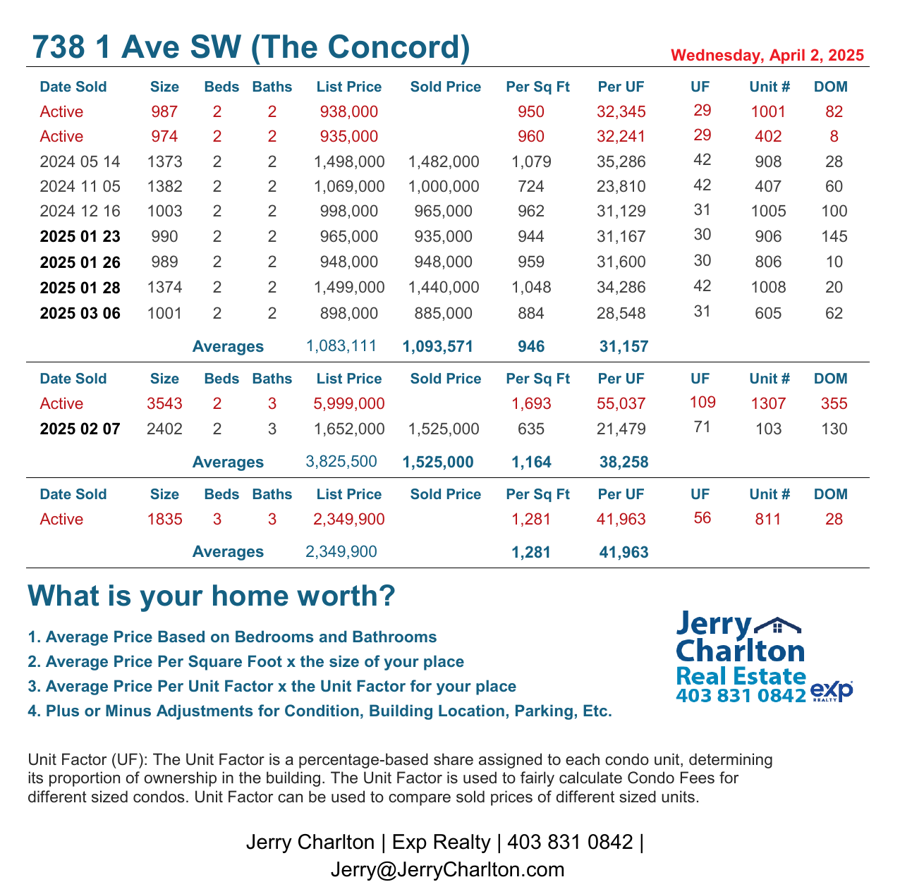 738 1 Ave SW (The Concord)
Wednesday, April 2, 2025
Date Sold Size Beds Baths List Price Sold Price Per Sq Ft Per UF UF Unit # DOM
Active 987 2 2 938,000 950 32,345 29 1001 82
Active 974 2 2 935,000 960 32,241 29 402 8
2024 05 14 1373 2 2 1,498,000 1,482,000 1,079 35,286 42 908 28
2024 11 05 1382 2 2 1,069,000 1,000,000 724 23,810 42 407 60
2024 12 16 1003 2 2 998,000 965,000 962 31,129 31 1005 100
2025 01 23 990 2 2 965,000 935,000 944 31,167 30 906 145
2025 01 26 989 2 2 948,000 948,000 959 31,600 30 806 10
2025 01 28 1374 2 2 1,499,000 1,440,000 1,048 34,286 42 1008 20
2025 03 06 1001 2 2 898,000 885,000 884 28,548 31 605 62
Averages 1,083,111 1,093,571 946 31,157
Date Sold Size Beds Baths List Price Sold Price Per Sq Ft Per UF UF Unit # DOM
Active 3543 2 3 5,999,000 1,693 55,037 109 1307 355
2025 02 07 2402 2 3 1,652,000 1,525,000 635 21,479 71 103 130
Averages 3,825,500 1,525,000 1,164 38,258
Date Sold Size Beds Baths List Price Sold Price Per Sq Ft Per UF UF Unit # DOM
Active 1835 3 3 2,349,900 1,281 41,963 56 811 28
Averages 2,349,900 1,281 41,963
What is your home worth?
1. Average Price Based on Bedrooms and Bathrooms
2. Average Price Per Square Foot x the size of your place
3. Average Price Per Unit Factor x the Unit Factor for your place
4. Plus or Minus Adjustments for Condition, Building Location, Parking, Etc.
Jerry
Charlton
Real Estate
403 831 0842 exp
REALTY
Unit Factor (UF): The Unit Factor is a percentage-based share assigned to each condo unit, determining
its proportion of ownership in the building. The Unit Factor is used to fairly calculate Condo Fees for
different sized condos. Unit Factor can be used to compare sold prices of different sized units.
Jerry Charlton | Exp Realty | 403 831 0842 |
Jerry@JerryCharlton.com